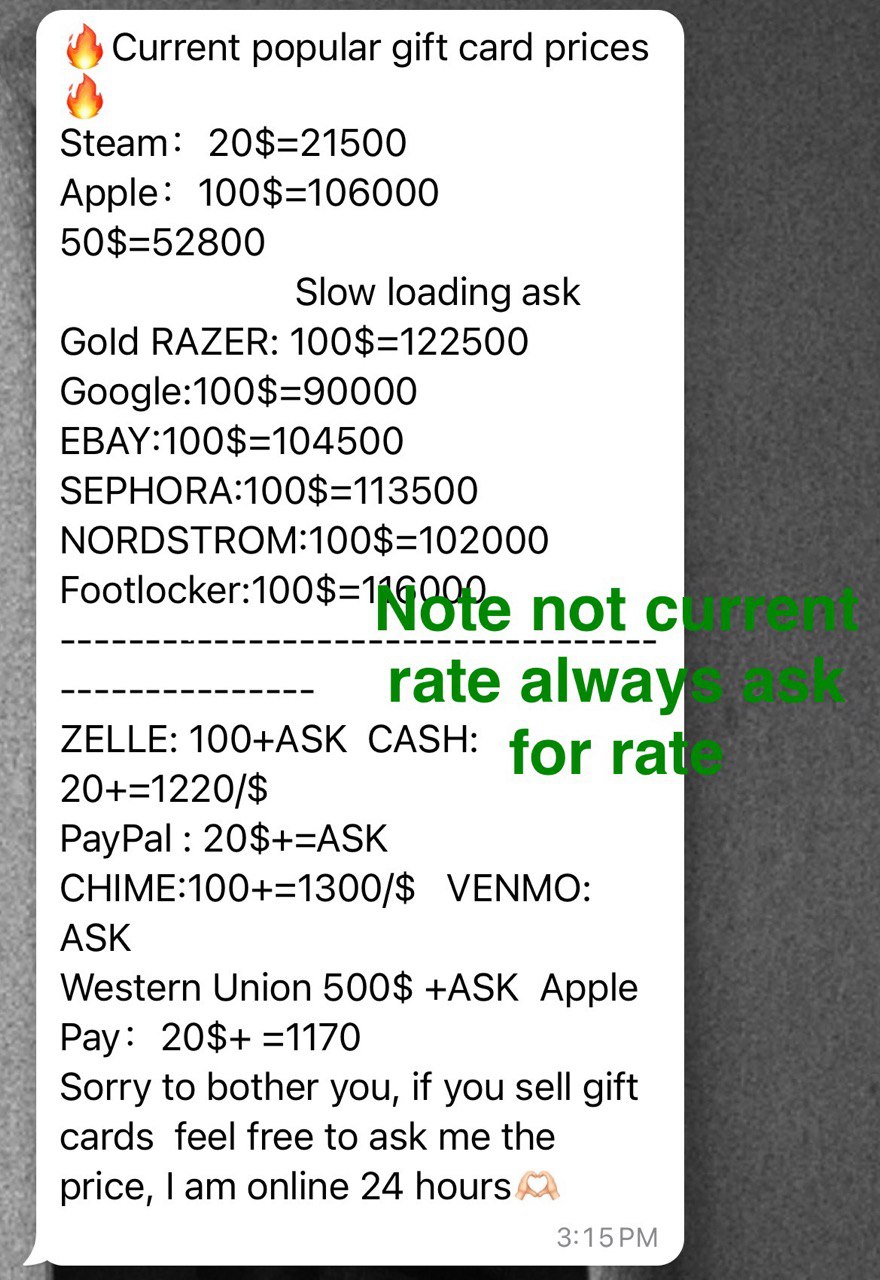 🔥Current popular gift card prices
🔥
Steam：20$=21500
Apple：100$=106000
50$=52800
Slow loading ask
Gold RAZER: 100$=122500
Google:100$=90000
EBAY:100$=104500
SEPHORA:100$=113500
NORDSTROM:100$=102000
Footlocker:100$=116000
-----------------------------------
---------------
Note not current
rate always ask
for rate
ZELLE: 100+ASK  CASH:
20+=1220/$
PayPal : 20$+=ASK
CHIME:100+=1300/$   VENMO:
ASK
Western Union 500$ +ASK  Apple
Pay：20$+ =1170
Sorry to bother you, if you sell gift
cards  feel free to ask me the
price, I am online 24 hours🫶🏻
3:15 PM